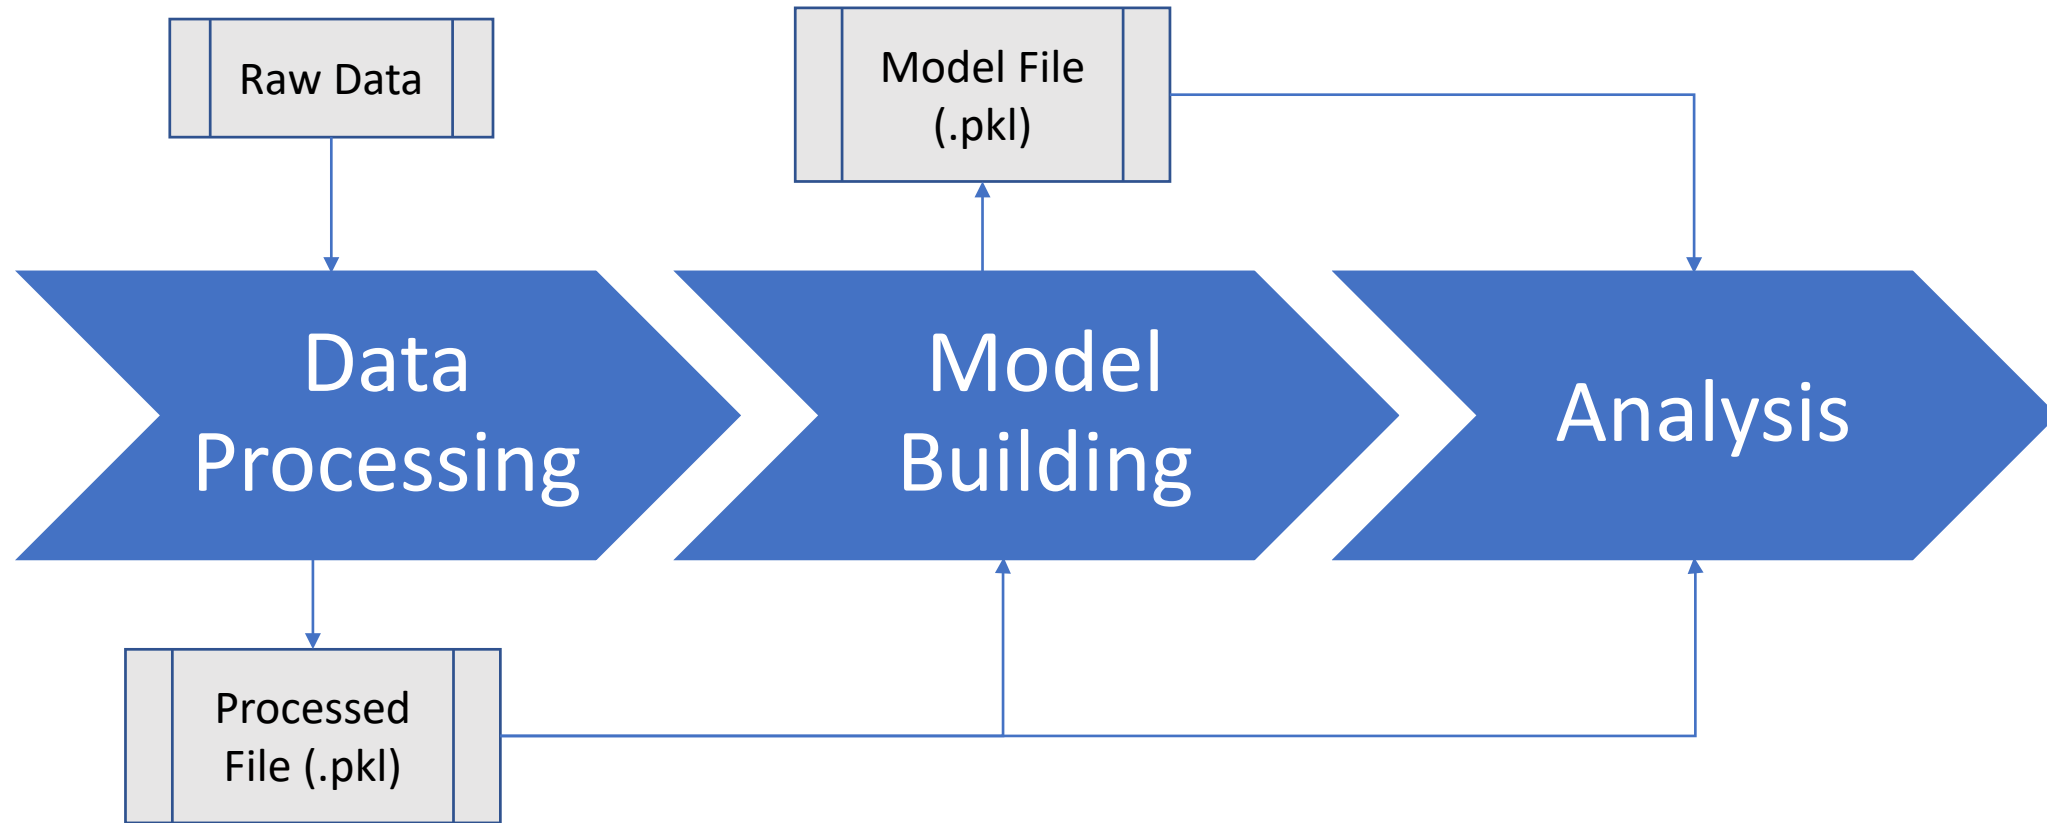 Raw Data
Model File
(.pkl)
Data
Processing
Model
Building
Analysis
Processed
File (.pkl)